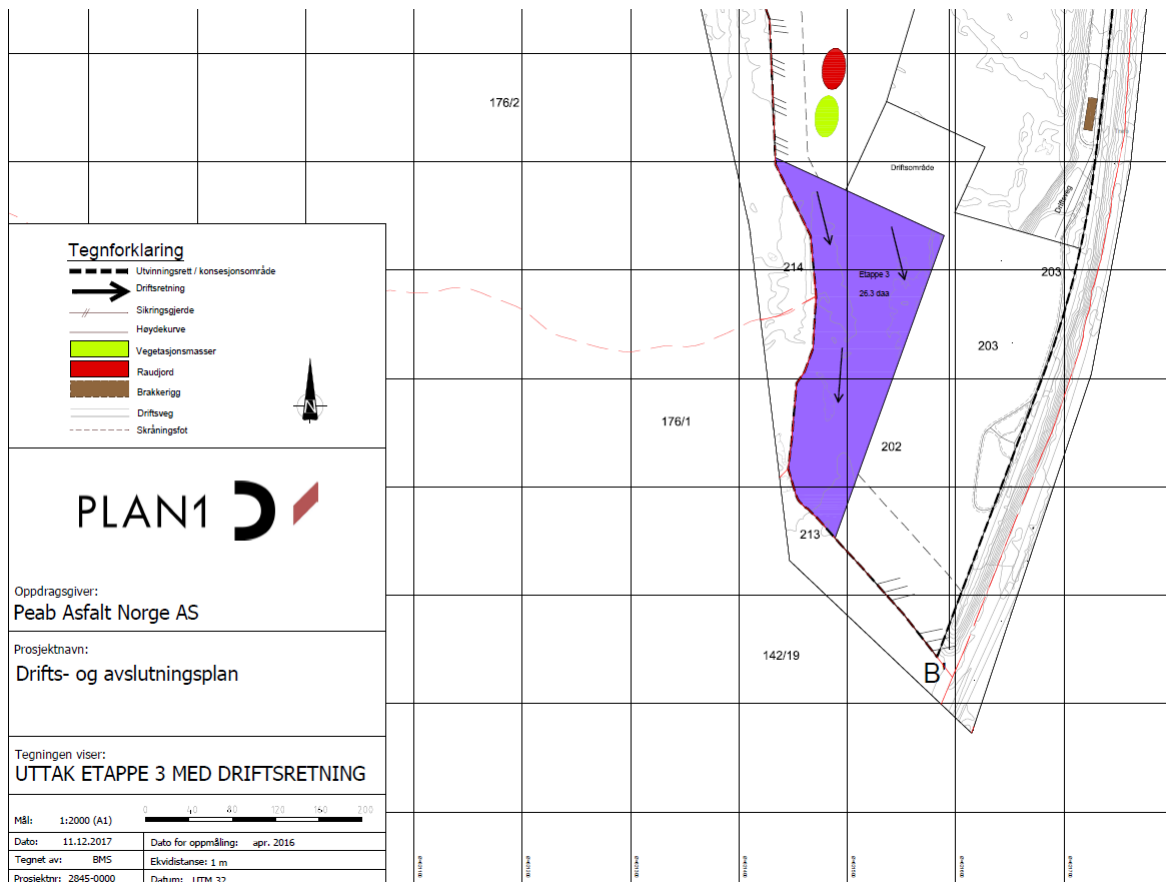 176/2
Driftsområde
Driftsveg
214
Etappe 3
26.3 daa
203
203
176/1
202
213
142/19
B'
Tegnforklaring
Utvinningsrett / konsesjonsområde
Driftsretning
Sikringsgjerde
Høydekurve
Vegetasjonsmasser
Raudjord
Brakkerigg
Driftsveg
Skråningsfot
N
PLAN1
Oppdragsgiver:
Peab Asfalt Norge AS
Prosjektnavn:
Drifts- og avslutningsplan
Tegningen viser:
UTTAK ETAPPE 3 MED DRIFTSRETNING
0 40 80 120 160 200
Mål: 1:2000 (A1)
Dato: 11.12.2017 Dato for oppmåling: apr. 2016
Tegnet av: BMS Ekvidistanse: 1 m
Prosjektnr: 2845-0000 Datum: UTM 32